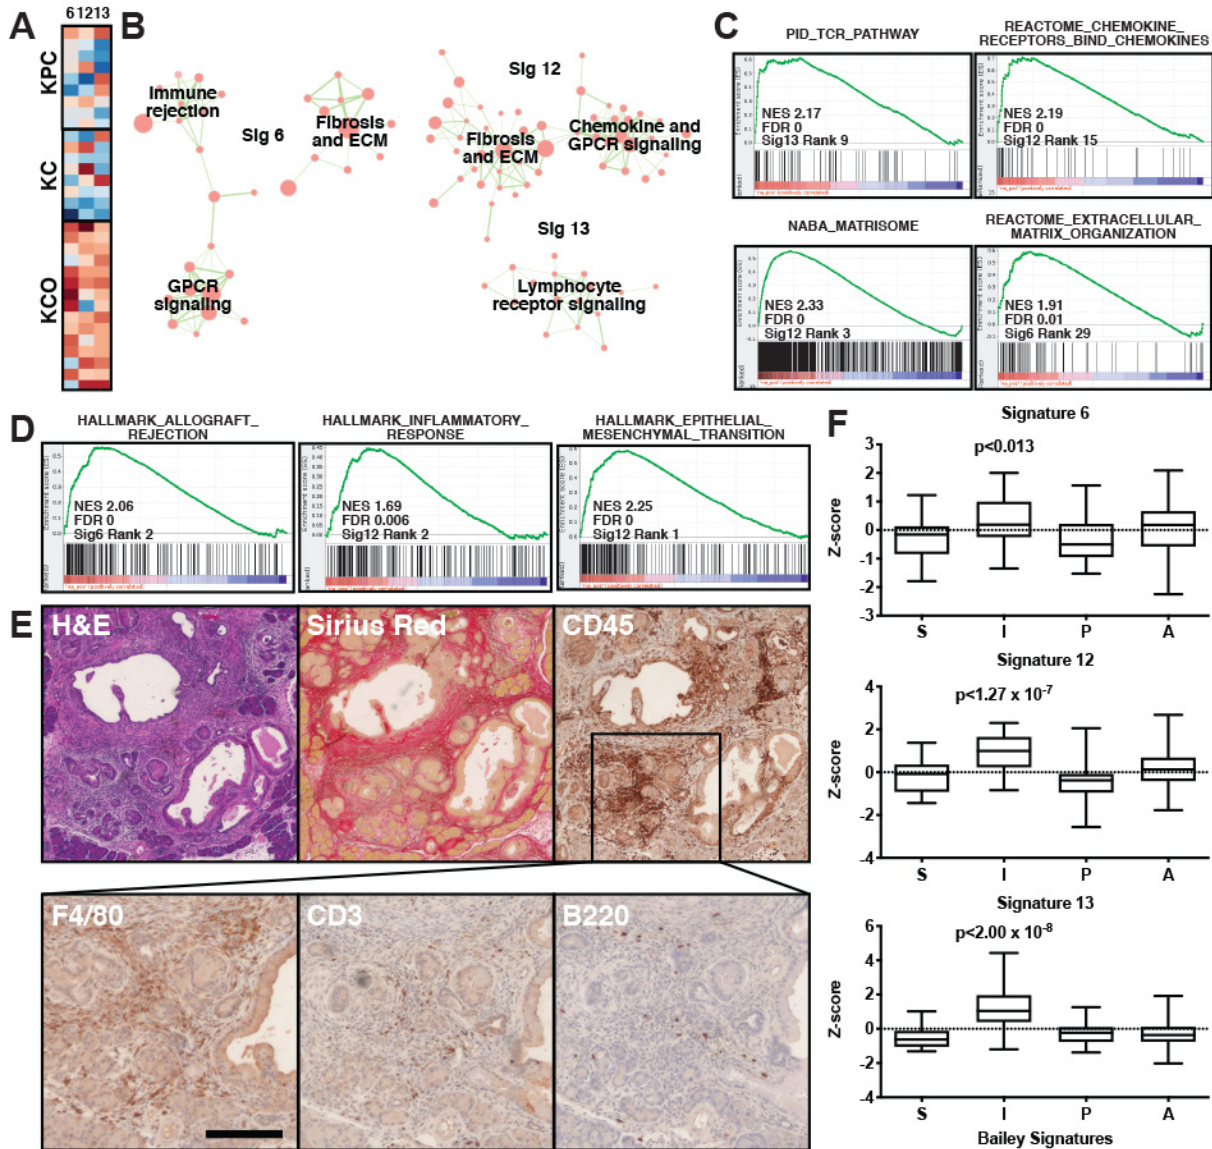 A
6 12 13
KPC
KC
KCO
B
Immune
rejection
Sig 6
Fibrosis
and ECM
GPCR
signaling
Sig 12
Fibrosis
and ECM
Chemokine and
GPCR signaling
Sig 13
Lymphocyte
receptor signaling
C
PID_TCR_PATHWAY
NES 2.17
FDR 0
Sig13 Rank 9
REACTOME_CHEMOKINE_
RECEPTORS_BIND_CHEMOKINES
NES 2.19
FDR 0
Sig12 Rank 15
NABA_MATRISOME
NES 2.33
FDR 0
Sig12 Rank 3
REACTOME_EXTRACELLULAR_
MATRIX_ORGANIZATION
NES 1.91
FDR 0.01
Sig6 Rank 29
D
HALLMARK_ALLOGRAFT_
REJECTION
NES 2.06
FDR 0
Sig6 Rank 2
HALLMARK_INFLAMMATORY_
RESPONSE
NES 1.69
FDR 0.006
Sig12 Rank 2
HALLMARK_EPITHELIAL_
MESENCHYMAL_TRANSITION
NES 2.25
FDR 0
Sig12 Rank 1
E
H&E
Sirius Red
CD45
F4/80
CD3
B220
F
Signature 6
p<0.013
Z-score
3
2
1
0
-1
-2
-3
S I P A
Signature 12
p<1.27 x 10⁻⁷
Z-score
4
2
0
-2
-4
S I P A
Signature 13
p<2.00 x 10⁻⁸
Z-score
6
4
2
0
-2
-4
S I P A
Bailey Signatures